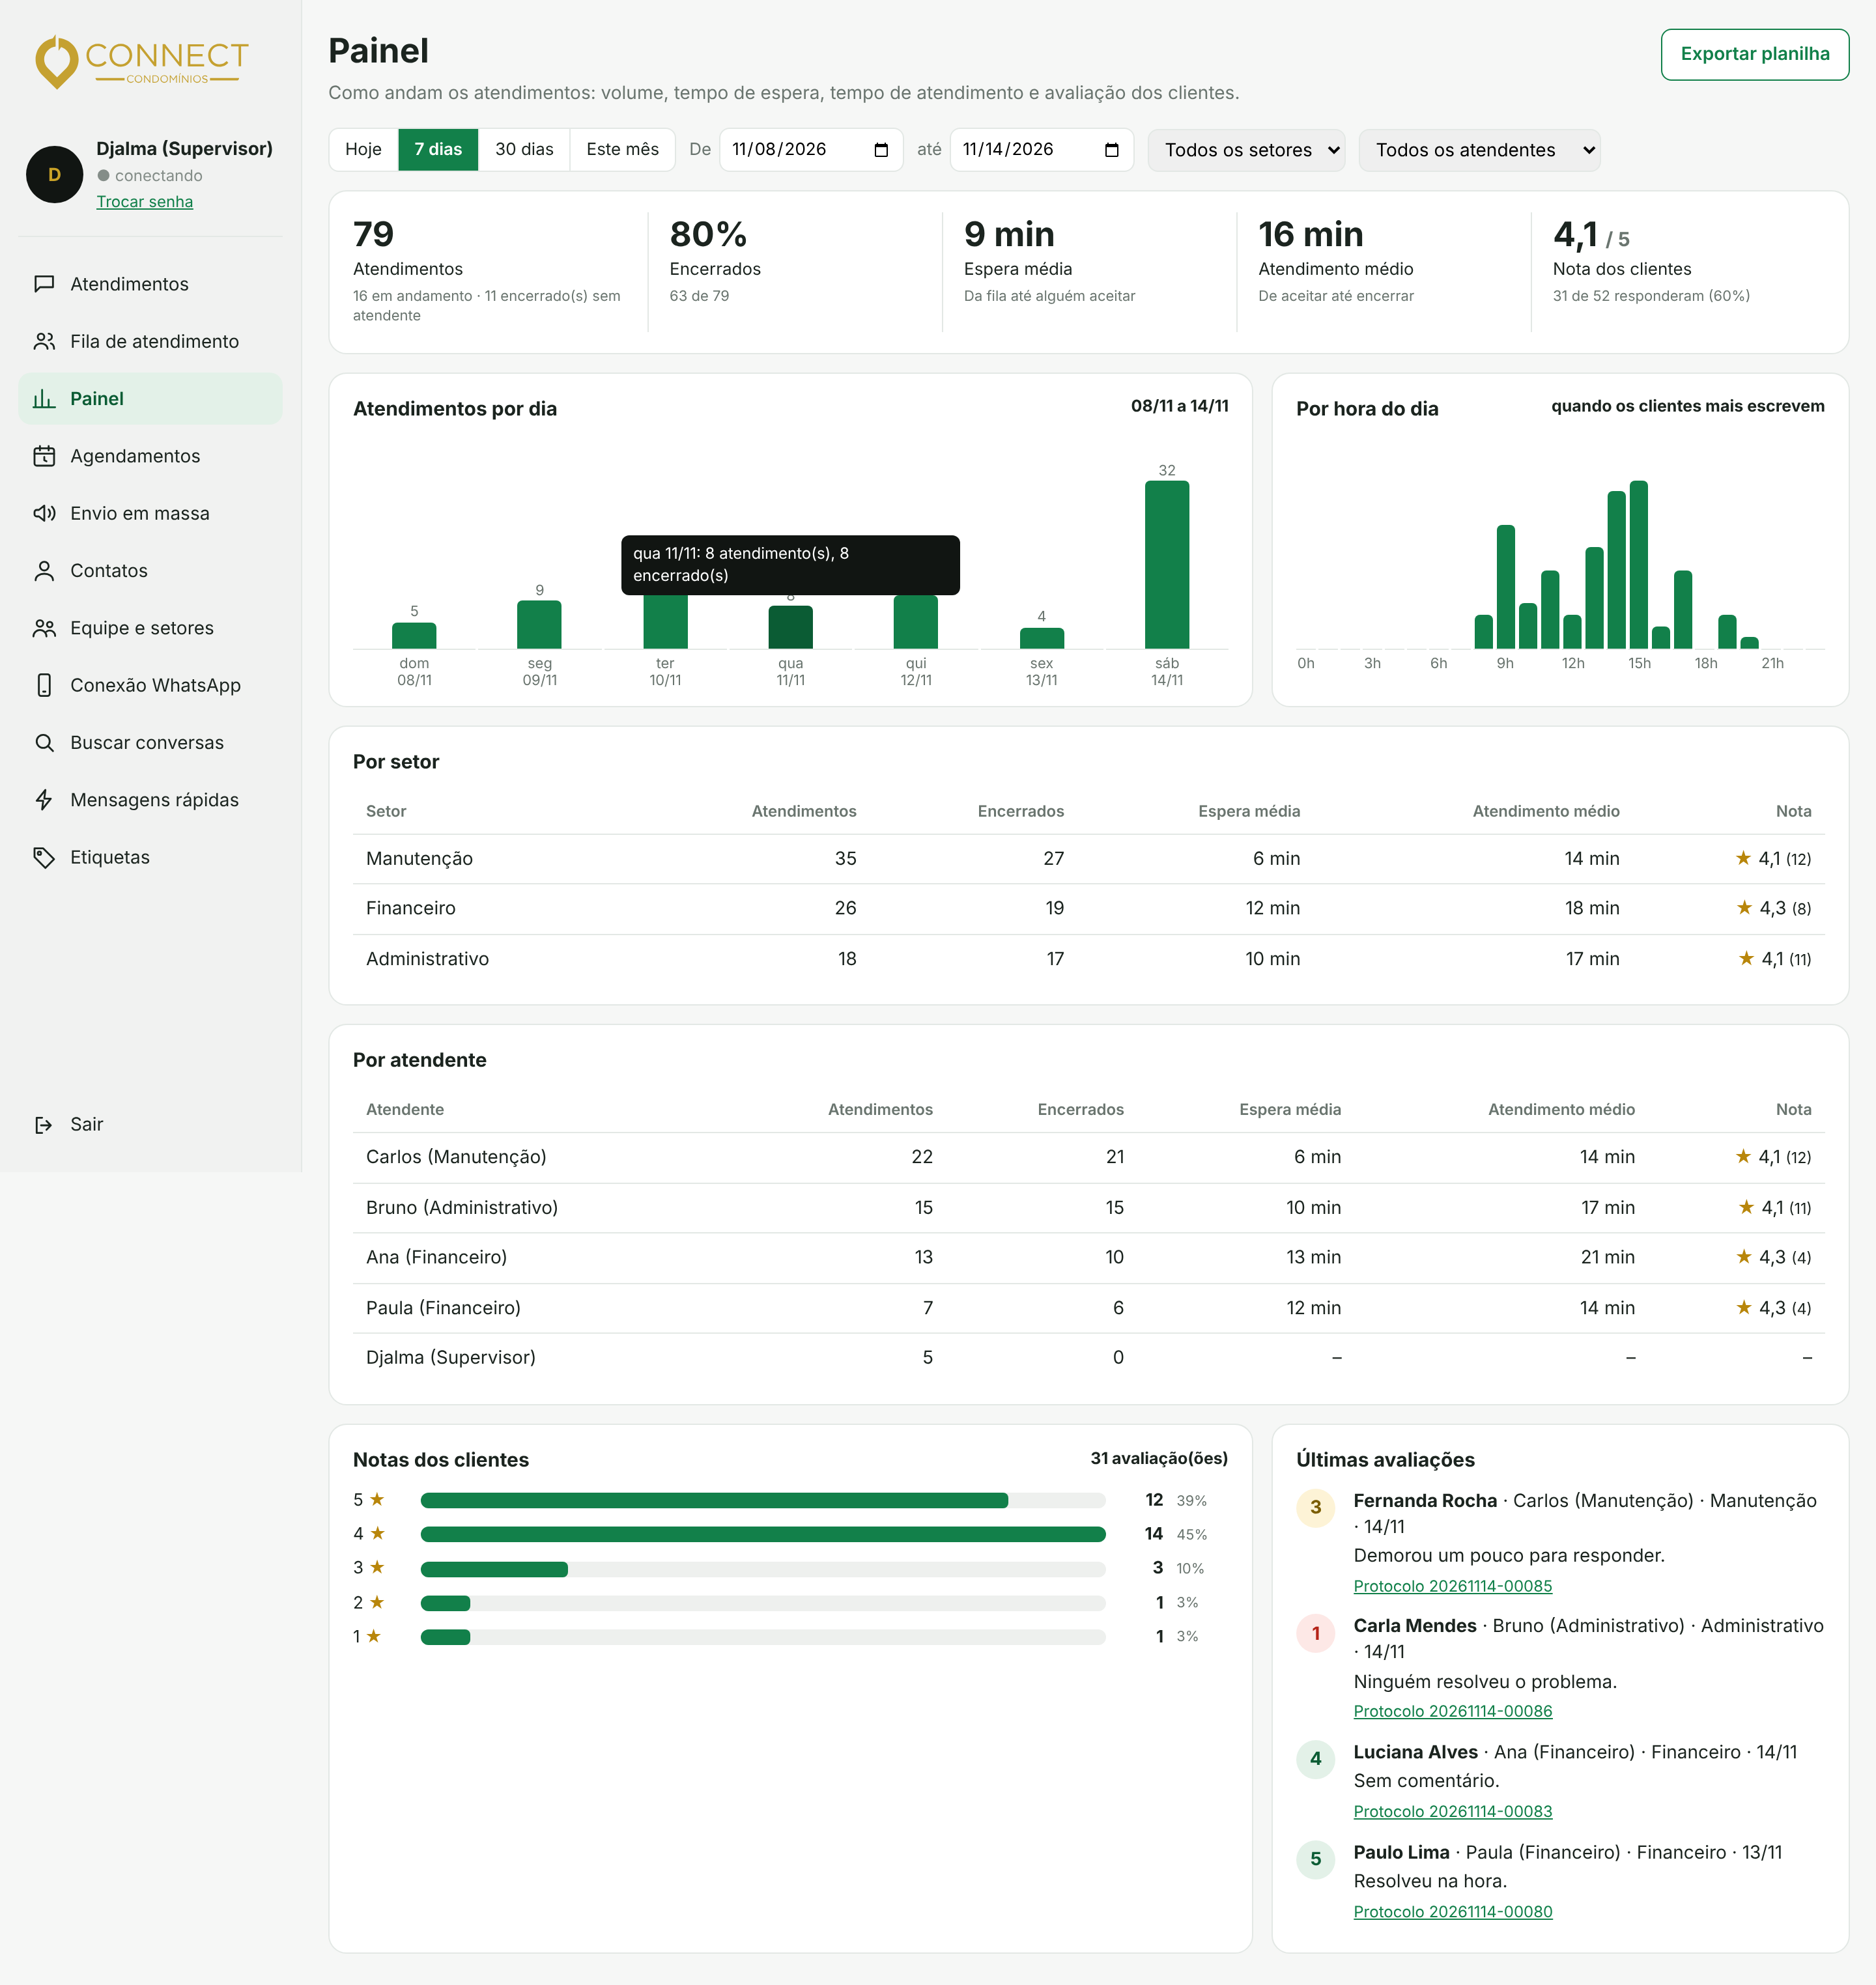 CONNECT
CONDOMÍNIOS
D
Djalma (Supervisor)
conectando
Trocar senha
Atendimentos
Fila de atendimento
Painel
Agendamentos
Envio em massa
Contatos
Equipe e setores
Conexão WhatsApp
Buscar conversas
Mensagens rápidas
Etiquetas
Sair
Painel
Exportar planilha
Como andam os atendimentos: volume, tempo de espera, tempo de atendimento e avaliação dos clientes.
Hoje 7 dias 30 dias Este mês De 11/08/2026 até 11/14/2026 Todos os setores Todos os atendentes
79
Atendimentos
16 em andamento · 11 encerrado(s) sem
atendente
80%
Encerrados
63 de 79
9 min
Espera média
Da fila até alguém aceitar
16 min
Atendimento médio
De aceitar até encerrar
4,1 / 5
Nota dos clientes
31 de 52 responderam (60%)
Atendimentos por dia 08/11 a 14/11
32
qua 11/11: 8 atendimento(s), 8
encerrado(s)
5 9 4
dom seg ter qua qui sex sáb
08/11 09/11 10/11 11/11 12/11 13/11 14/11
Por hora do dia quando os clientes mais escrevem
0h 3h 6h 9h 12h 15h 18h 21h
Por setor
Setor Atendimentos Encerrados Espera média Atendimento médio Nota
Manutenção 35 27 6 min 14 min ★ 4,1 (12)
Financeiro 26 19 12 min 18 min ★ 4,3 (8)
Administrativo 18 17 10 min 17 min ★ 4,1 (11)
Por atendente
Atendente Atendimentos Encerrados Espera média Atendimento médio Nota
Carlos (Manutenção) 22 21 6 min 14 min ★ 4,1 (12)
Bruno (Administrativo) 15 15 10 min 17 min ★ 4,1 (11)
Ana (Financeiro) 13 10 13 min 21 min ★ 4,3 (4)
Paula (Financeiro) 7 6 12 min 14 min ★ 4,3 (4)
Djalma (Supervisor) 5 0 – – –
Notas dos clientes 31 avaliação(ões)
5 ★ 12 39%
4 ★ 14 45%
3 ★ 3 10%
2 ★ 1 3%
1 ★ 1 3%
Últimas avaliações
3 Fernanda Rocha · Carlos (Manutenção) · Manutenção
· 14/11
Demorou um pouco para responder.
Protocolo 20261114-00085
1 Carla Mendes · Bruno (Administrativo) · Administrativo
· 14/11
Ninguém resolveu o problema.
Protocolo 20261114-00086
4 Luciana Alves · Ana (Financeiro) · Financeiro · 14/11
Sem comentário.
Protocolo 20261114-00083
5 Paulo Lima · Paula (Financeiro) · Financeiro · 13/11
Resolveu na hora.
Protocolo 20261114-00080